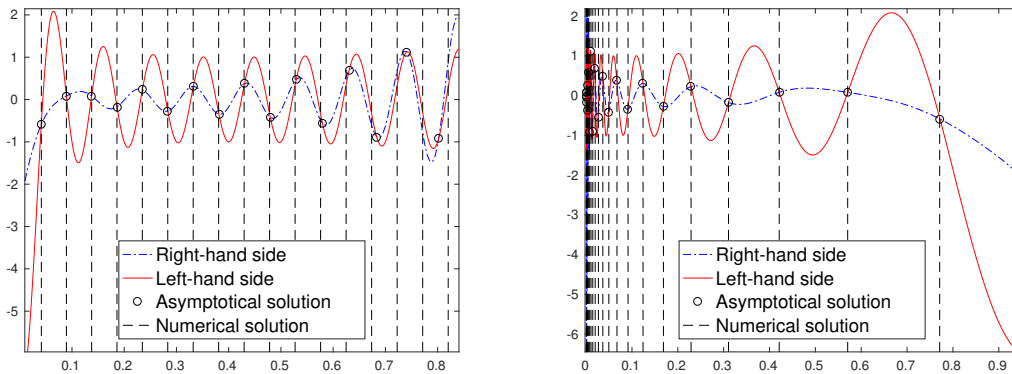 2
1
0
-1
-2
-3
-4
-5
0.1 0.2 0.3 0.4 0.5 0.6 0.7 0.8
Right-hand side
Left-hand side
Asymptotical solution
Numerical solution
2
1
0
-1
-2
-3
-4
-5
-6
0 0.1 0.2 0.3 0.4 0.5 0.6 0.7 0.8 0.9
Right-hand side
Left-hand side
Asymptotical solution
Numerical solution